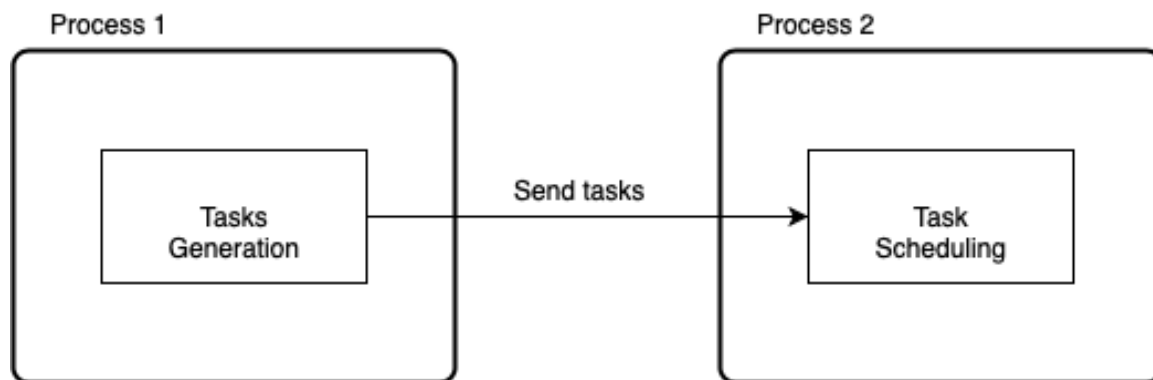 Process 1
Process 2
Tasks
Generation
Send tasks
Task
Scheduling